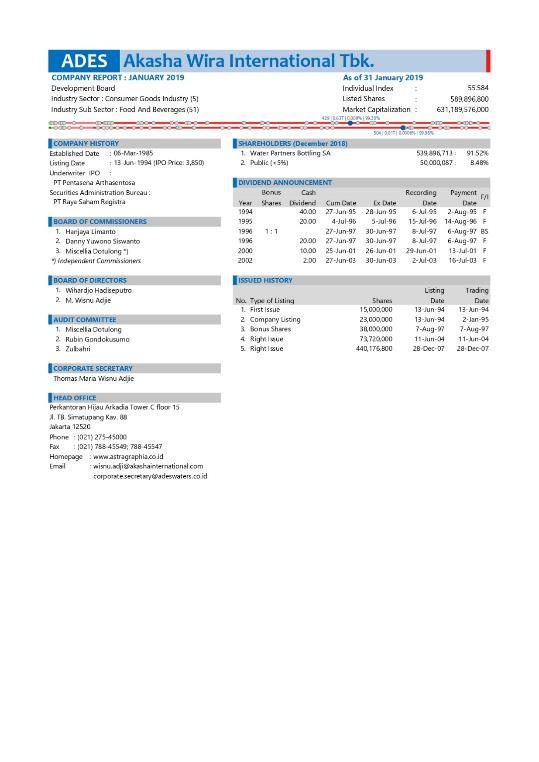 ADES Akasha Wira International Tbk.
COMPANY REPORT : JANUARY 2019 As of 31 January 2019
Development Board Individual Index : 55.584
Industry Sector : Consumer Goods Industry (5) Listed Shares : 589,896,800
Industry Sub Sector : Food And Beverages (51) Market Capitalization : 631,189,576,000
COMPANY HISTORY
Established Date : 06-Mar-1985
Listing Date : 13-Jun-1994 (IPO Price: 3,850)
Underwriter IPO :
PT Pentasena Arthasentosa
Securities Administration Bureau :
PT Raya Saham Registra
BOARD OF COMMISSIONERS
1. Hanjaya Limanto
2. Danny Yuwono Siswanto
3. Miscellia Dotulong *)
*) Independent Commissioners
BOARD OF DIRECTORS
1. Wihardjo Hadiseputro
2. M. Wisnu Adjie
AUDIT COMMITTEE
1. Miscellia Dotulong
2. Rubin Gondokusumo
3. Zulbahri
CORPORATE SECRETARY
Thomas Maria Wisnu Adjie
HEAD OFFICE
Perkantoran Hijau Arkadia Tower C floor 15
Jl. TB. Simatupang Kav. 88
Jakarta 12520
Phone : (021) 275-45000
Fax : (021) 788-45549; 788-45547
Homepage : www.astragraphia.co.id
Email : wisnu.adji@akashainternational.com
corporate.secretary@adeswaters.co.id
SHAREHOLDERS (December 2018)
1. Water Partners Bottling SA 539,896,713 : 91.52%
2. Public (<5%) 50,000,087 : 8.48%
DIVIDEND ANNOUNCEMENT
Bonus Cash Recording Payment F/I
Year Shares Dividend Cum Date Ex Date Date Date
1994 40.00 27-Jun-95 28-Jun-95 6-Jul-95 2-Aug-95 F
1995 20.00 4-Jul-96 5-Jul-96 15-Jul-96 14-Aug-96 F
1996 1 : 1 27-Jun-97 30-Jun-97 8-Jul-97 6-Aug-97 BS
1996 20.00 27-Jun-97 30-Jun-97 8-Jul-97 6-Aug-97 F
2000 10.00 25-Jun-01 26-Jun-01 29-Jun-01 13-Jul-01 F
2002 2.00 27-Jun-03 30-Jun-03 2-Jul-03 16-Jul-03 F
ISSUED HISTORY
Listing Trading
No. Type of Listing Shares Date Date
1. First Issue 15,000,000 13-Jun-94 13-Jun-94
2. Company Listing 23,000,000 13-Jun-94 2-Jan-95
3. Bonus Shares 38,000,000 7-Aug-97 7-Aug-97
4. Right Issue 73,720,000 11-Jun-04 11-Jun-04
5. Right Issue 440,176,800 28-Dec-07 28-Dec-07